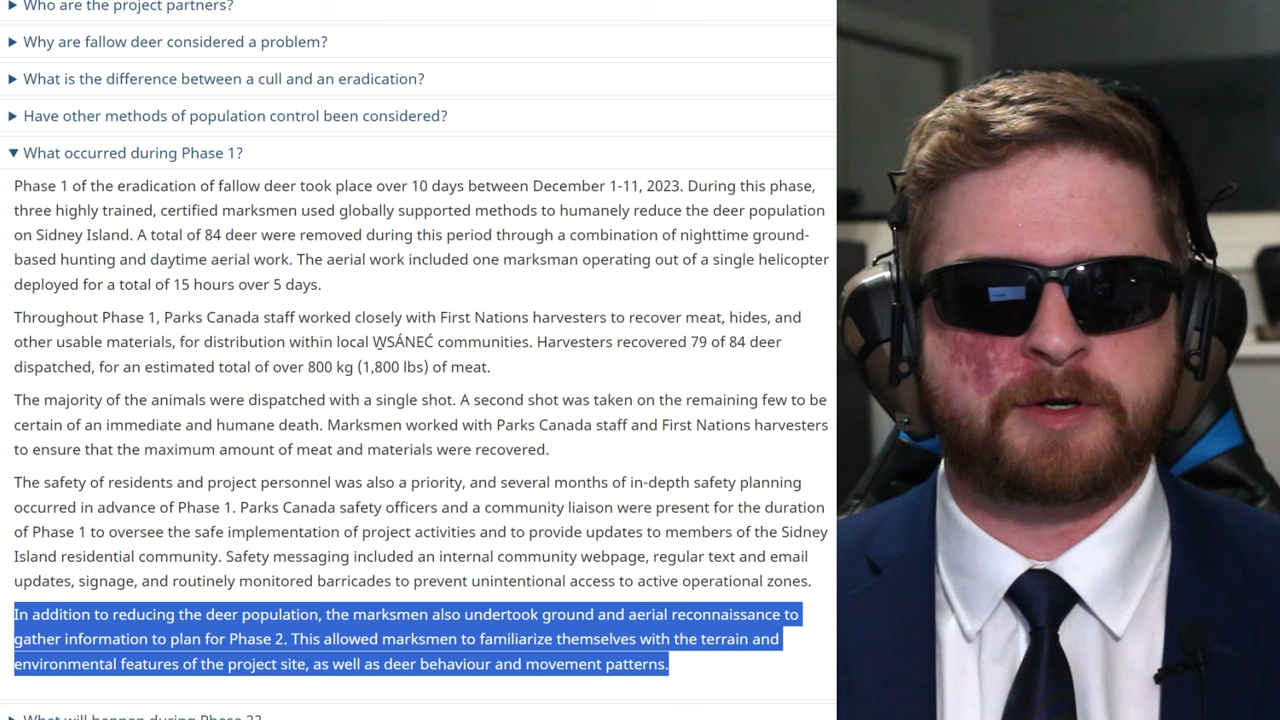 Who are the project partners?
Why are fallow deer considered a problem?
What is the difference between a cull and an eradication?
Have other methods of population control been considered?
What occurred during Phase 1?
Phase 1 of the eradication of fallow deer took place over 10 days between December 1-11, 2023. During this phase,
three highly trained, certified marksmen used globally supported methods to humanely reduce the deer population
on Sidney Island. A total of 84 deer were removed during this period through a combination of nighttime ground-
based hunting and daytime aerial work. The aerial work included one marksman operating out of a single helicopter
deployed for a total of 15 hours over 5 days.
Throughout Phase 1, Parks Canada staff worked closely with First Nations harvesters to recover meat, hides, and
other usable materials, for distribution within local W̱SÁNEĆ communities. Harvesters recovered 79 of 84 deer
dispatched, for an estimated total of over 800 kg (1,800 lbs) of meat.
The majority of the animals were dispatched with a single shot. A second shot was taken on the remaining few to be
certain of an immediate and humane death. Marksmen worked with Parks Canada staff and First Nations harvesters
to ensure that the maximum amount of meat and materials were recovered.
The safety of residents and project personnel was also a priority, and several months of in-depth safety planning
occurred in advance of Phase 1. Parks Canada safety officers and a community liaison were present for the duration
of Phase 1 to oversee the safe implementation of project activities and to provide updates to members of the Sidney
Island residential community. Safety messaging included an internal community webpage, regular text and email
updates, signage, and routinely monitored barricades to prevent unintentional access to active operational zones.
In addition to reducing the deer population, the marksmen also undertook ground and aerial reconnaissance to
gather information to plan for Phase 2. This allowed marksmen to familiarize themselves with the terrain and
environmental features of the project site, as well as deer behaviour and movement patterns.
What will happen during Phase 2?